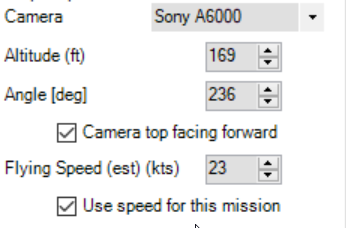 Camera Sony A6000
Altitude (ft) 169
Angle [deg] 236
Camera top facing forward
Flying Speed (est) (kts) 23
Use speed for this mission